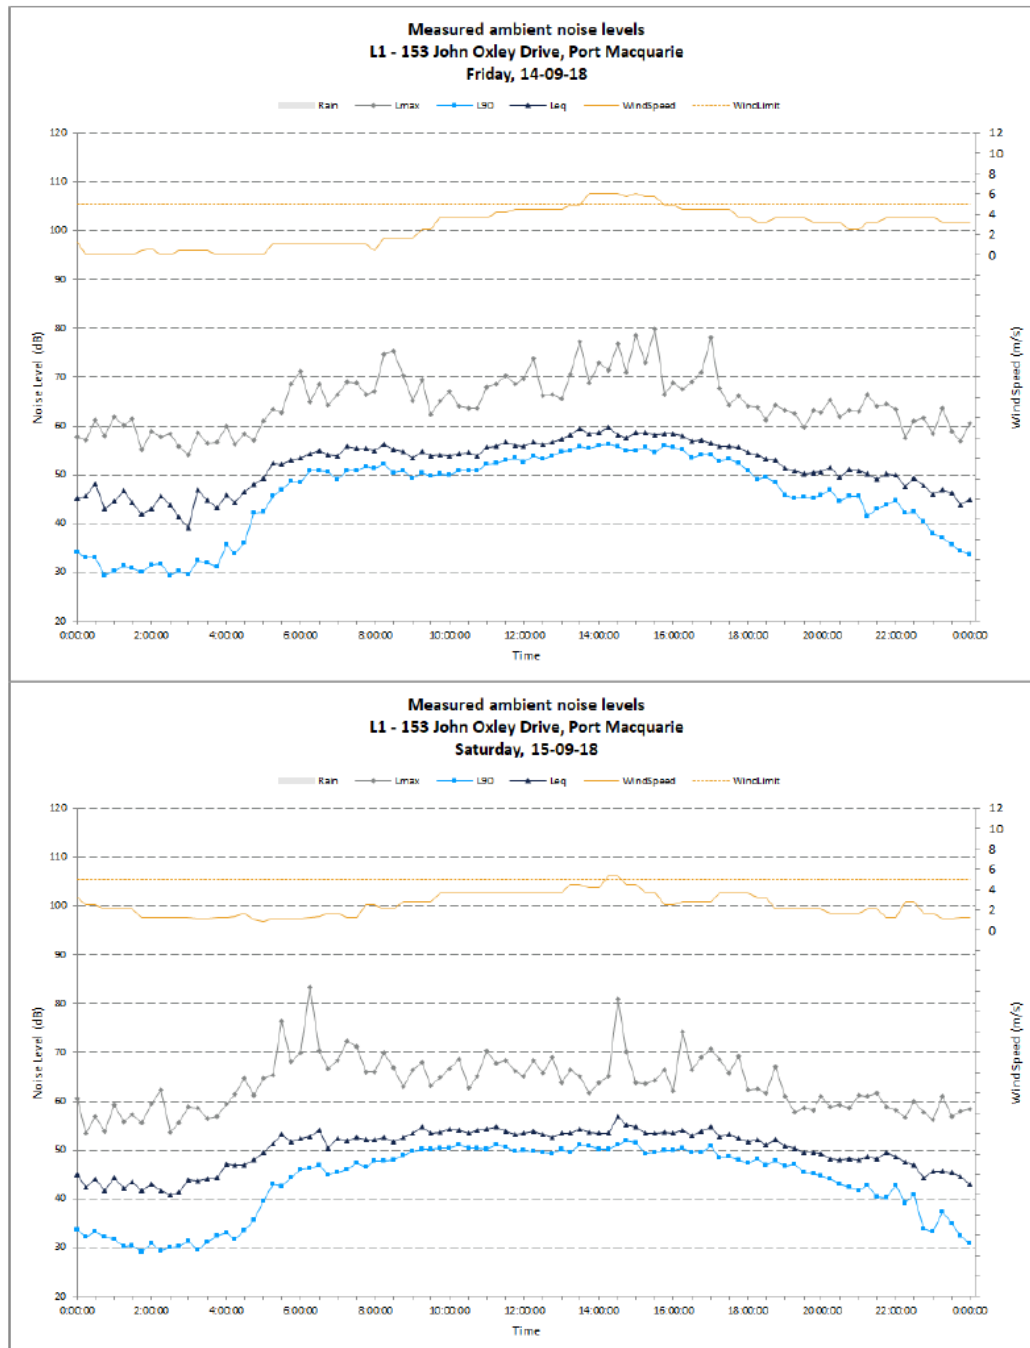 Measured ambient noise levels
L1 - 153 John Oxley Drive, Port Macquarie
Friday, 14-09-18
Rain Lmax L90 Leq WindSpeed WindLimit
120
110
100
90
80
70
60
50
40
30
20
Noise Level (dB)
12
10
8
6
4
2
0
WindSpeed (m/s)
0:00:00 2:00:00 4:00:00 6:00:00 8:00:00 10:00:00 12:00:00 14:00:00 16:00:00 18:00:00 20:00:00 22:00:00 0:00:00
Time
Measured ambient noise levels
L1 - 153 John Oxley Drive, Port Macquarie
Saturday, 15-09-18
Rain Lmax L90 Leq WindSpeed WindLimit
120
110
100
90
80
70
60
50
40
30
20
Noise Level (dB)
12
10
8
6
4
2
0
WindSpeed (m/s)
0:00:00 2:00:00 4:00:00 6:00:00 8:00:00 10:00:00 12:00:00 14:00:00 16:00:00 18:00:00 20:00:00 22:00:00 0:00:00
Time